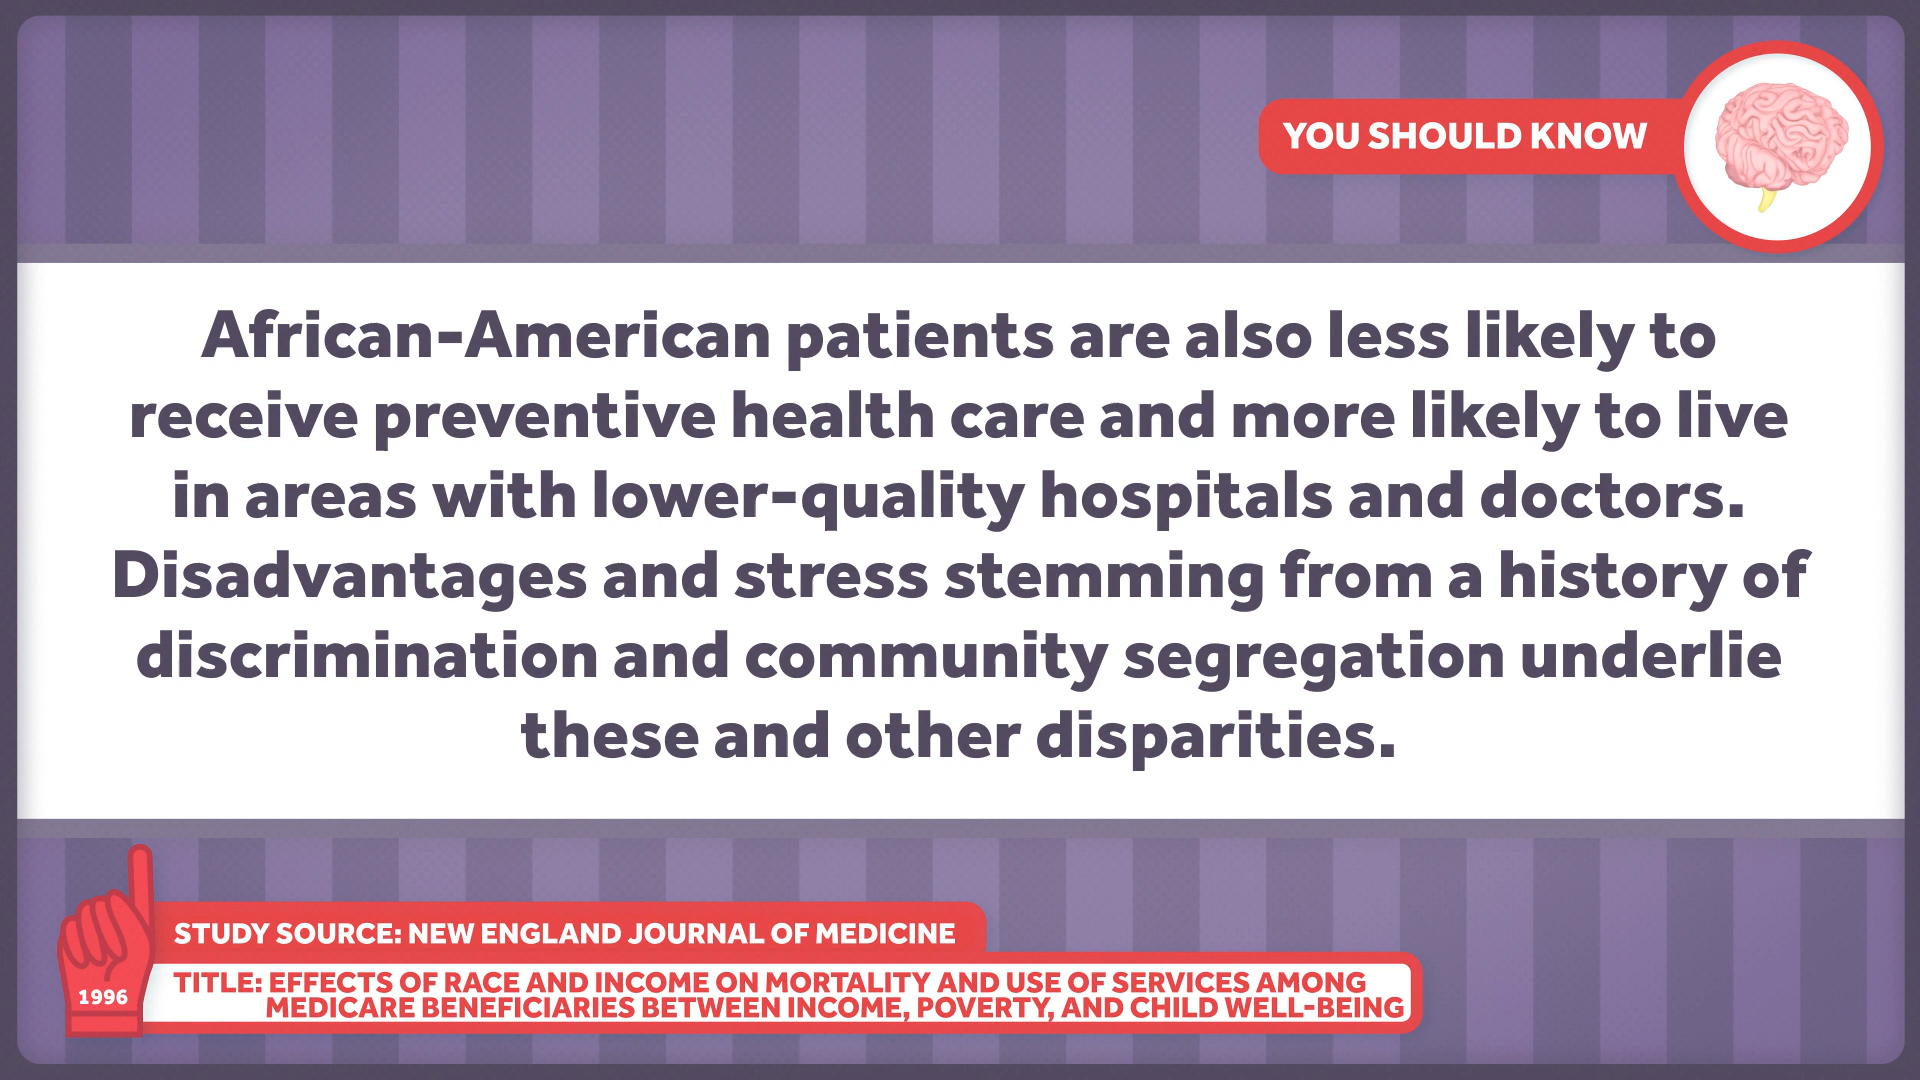 YOU SHOULD KNOW
African-American patients are also less likely to
receive preventive health care and more likely to live
in areas with lower-quality hospitals and doctors.
Disadvantages and stress stemming from a history of
discrimination and community segregation underlie
these and other disparities.
STUDY SOURCE: NEW ENGLAND JOURNAL OF MEDICINE
TITLE: EFFECTS OF RACE AND INCOME ON MORTALITY AND USE OF SERVICES AMONG
MEDICARE BENEFICIARIES BETWEEN INCOME, POVERTY, AND CHILD WELL-BEING
1996